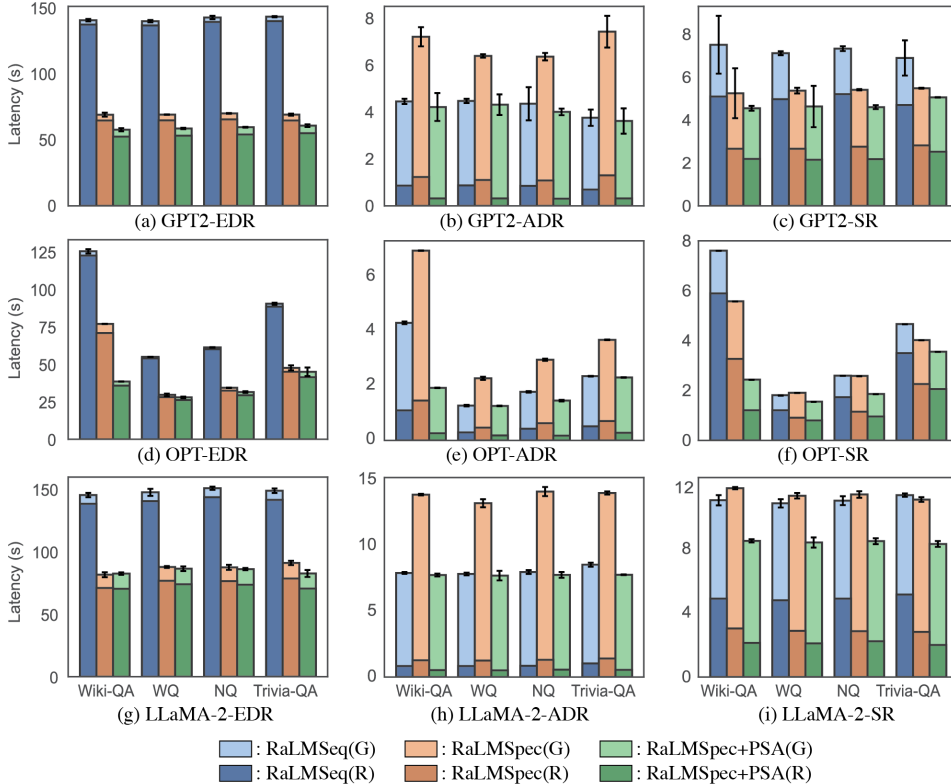 150
100
50
0
Latency (s)
(a) GPT2-EDR
8
6
4
2
0
(b) GPT2-ADR
8
6
4
2
0
(c) GPT2-SR
125
100
75
50
25
0
Latency (s)
(d) OPT-EDR
6
4
2
0
(e) OPT-ADR
8
6
4
2
0
(f) OPT-SR
150
100
50
0
Latency (s)
Wiki-QA WQ NQ Trivia-QA
(g) LLaMA-2-EDR
15
10
5
0
Wiki-QA WQ NQ Trivia-QA
(h) LLaMA-2-ADR
12
8
4
0
Wiki-QA WQ NQ Trivia-QA
(i) LLaMA-2-SR
: RaLMSeq(G) : RaLMSpec(G) : RaLMSpec+PSA(G)
: RaLMSeq(R) : RaLMSpec(R) : RaLMSpec+PSA(R)